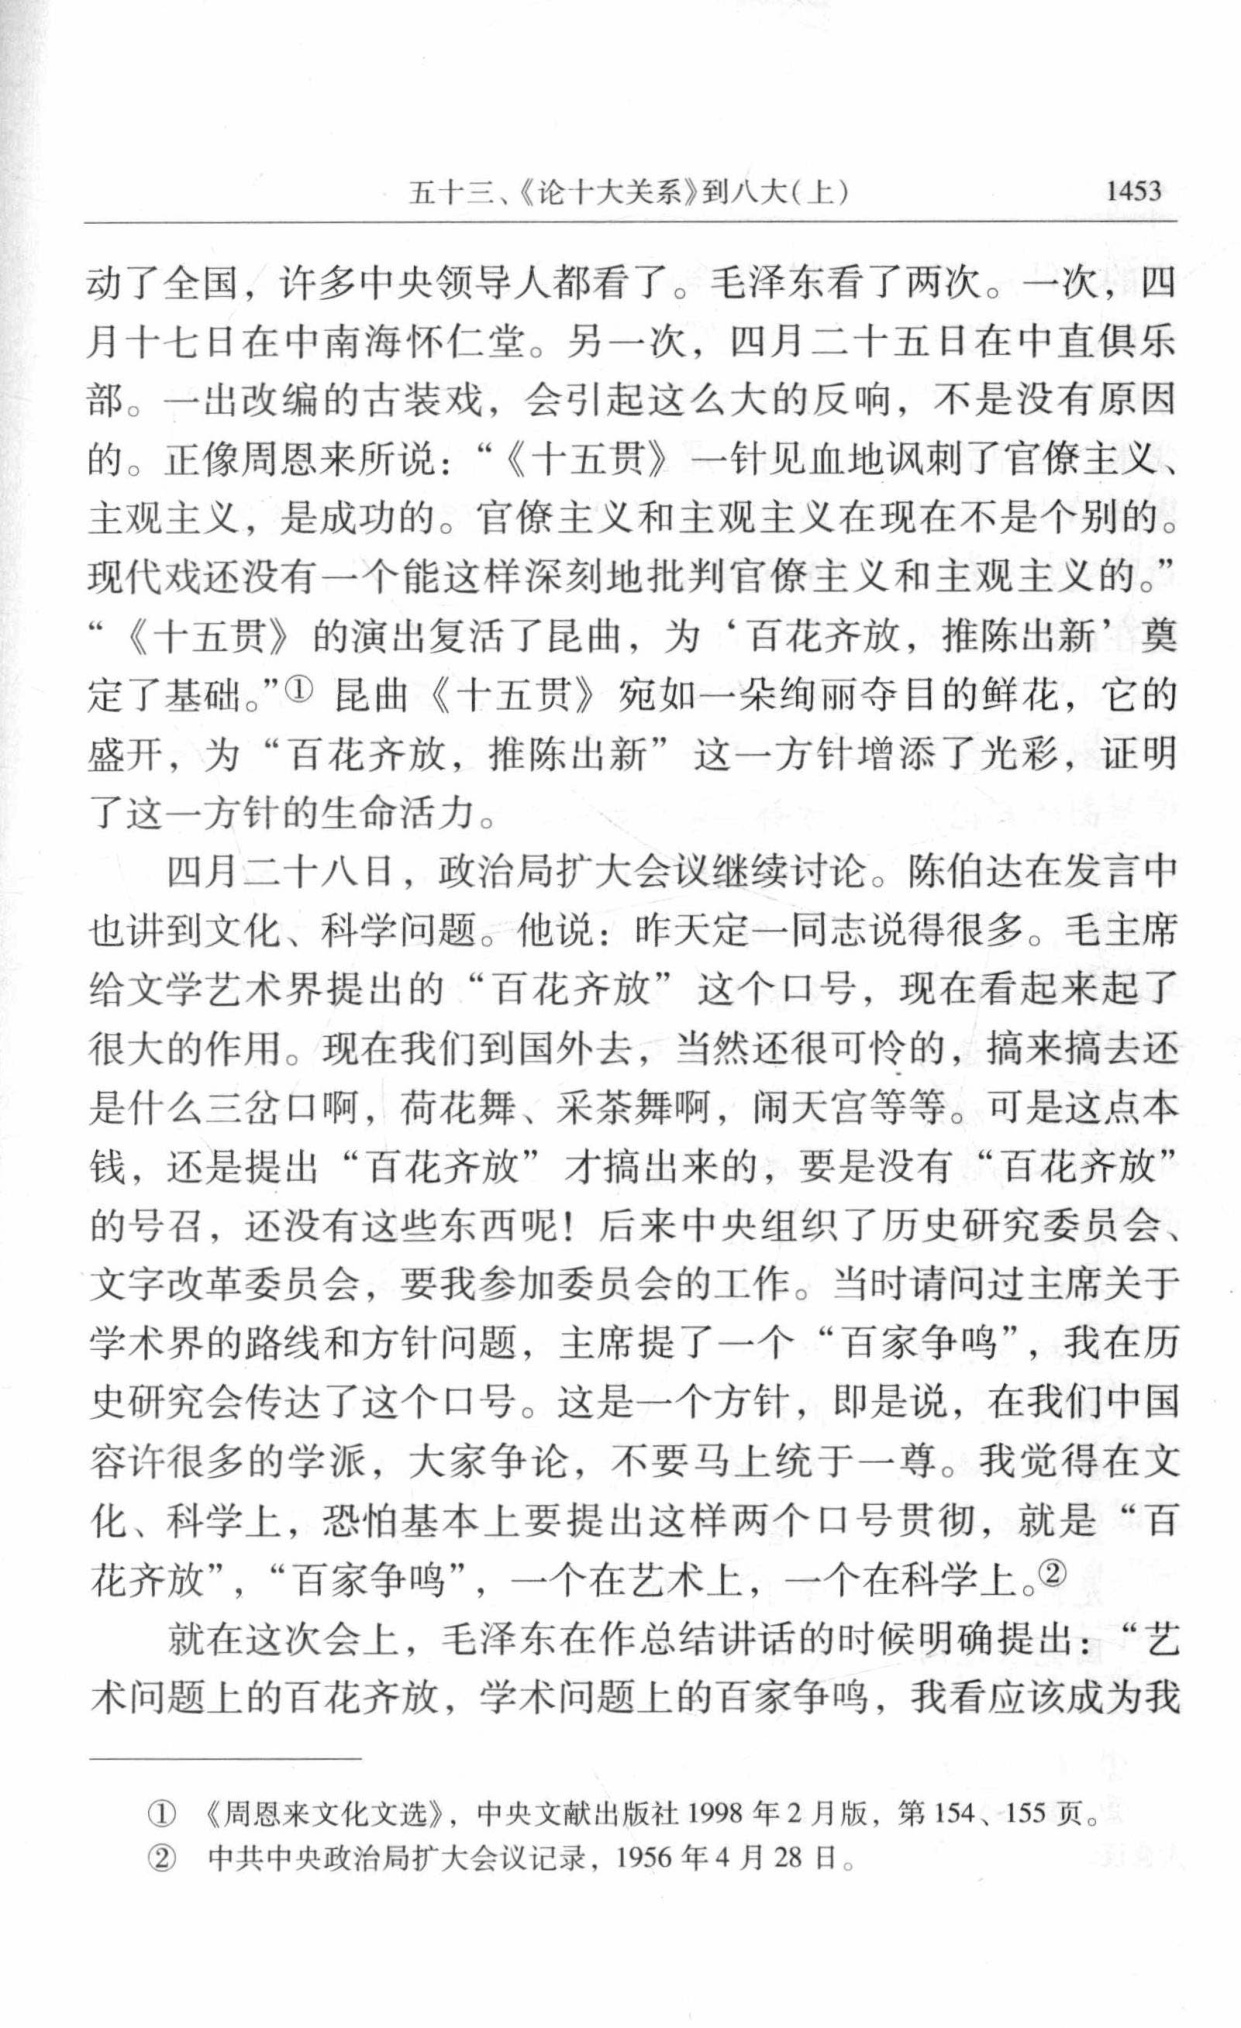 五十三、《论十大关系》到八大(上) 1453
动了全国，许多中央领导人都看了。毛泽东看了两次。一次，四
月十七日在中南海怀仁堂。另一次，四月二十五日在中直俱乐
部。一出改编的古装戏，会引起这么大的反响，不是没有原因
的。正像周恩来所说：“《十五贯》一针见血地讽刺了官僚主义、
主观主义，是成功的。官僚主义和主观主义在现在不是个别的。
现代戏还没有一个能这样深刻地批判官僚主义和主观主义的。”
“《十五贯》的演出复活了昆曲，为‘百花齐放，推陈出新’奠
定了基础。”① 昆曲《十五贯》宛如一朵绚丽夺目的鲜花，它的
盛开，为“百花齐放，推陈出新”这一方针增添了光彩，证明
了这一方针的生命活力。
四月二十八日，政治局扩大会议继续讨论。陈伯达在发言中
也讲到文化、科学问题。他说：昨天定一同志说得很多。毛主席
给文学艺术界提出的“百花齐放”这个口号，现在看起来起了
很大的作用。现在我们到国外去，当然还很可怜的，搞来搞去还
是什么三岔口啊，荷花舞、采茶舞啊，闹天宫等等。可是这点本
钱，还是提出“百花齐放”才搞出来的，要是没有“百花齐放”
的号召，还没有这些东西呢！后来中央组织了历史研究委员会、
文字改革委员会，要我参加委员会的工作。当时请问过主席关于
学术界的路线和方针问题，主席提了一个“百家争鸣”，我在历
史研究会传达了这个口号。这是一个方针，即是说，在我们中国
容许很多的学派，大家争论，不要马上统于一尊。我觉得在文
化、科学上，恐怕基本上要提出这样两个口号贯彻，就是“百
花齐放”，“百家争鸣”，一个在艺术上，一个在科学上。②
就在这次会上，毛泽东在作总结讲话的时候明确提出：“艺
术问题上的百花齐放，学术问题上的百家争鸣，我看应该成为我
① 《周恩来文化文选》，中央文献出版社 1998 年 2 月版，第 154、155 页。
② 中共中央政治局扩大会议记录，1956 年 4 月 28 日。